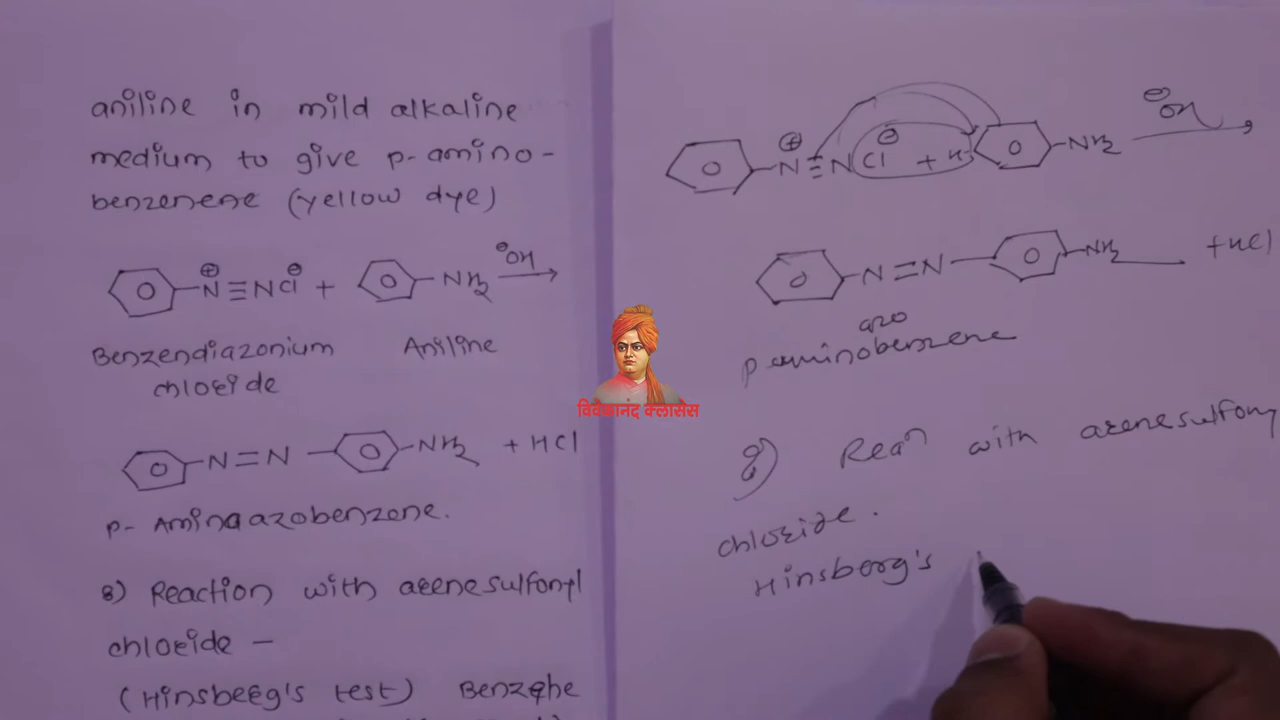 aniline in mild alkaline
medium to give p-amino-
benzenene (yellow dye)
⊕ ⊖ ⊖OH
N≡NCl + NH2 →
Benzendiazonium Aniline
chloride
N=N NH2 + HCl
p- Aminoazobenzene.
8) Reaction with arenesulfonyl
chloride –
(Hinsberg's test) Benzene
⊕ ⊖ ⊖OH
N≡NCl + H NH2 →
N=N NH2 + HCl
azo
p aminobenzene
8) Reaⁿ with arenesulfony
chloride.
Hinsberg's
विवेकानंद क्लासेस